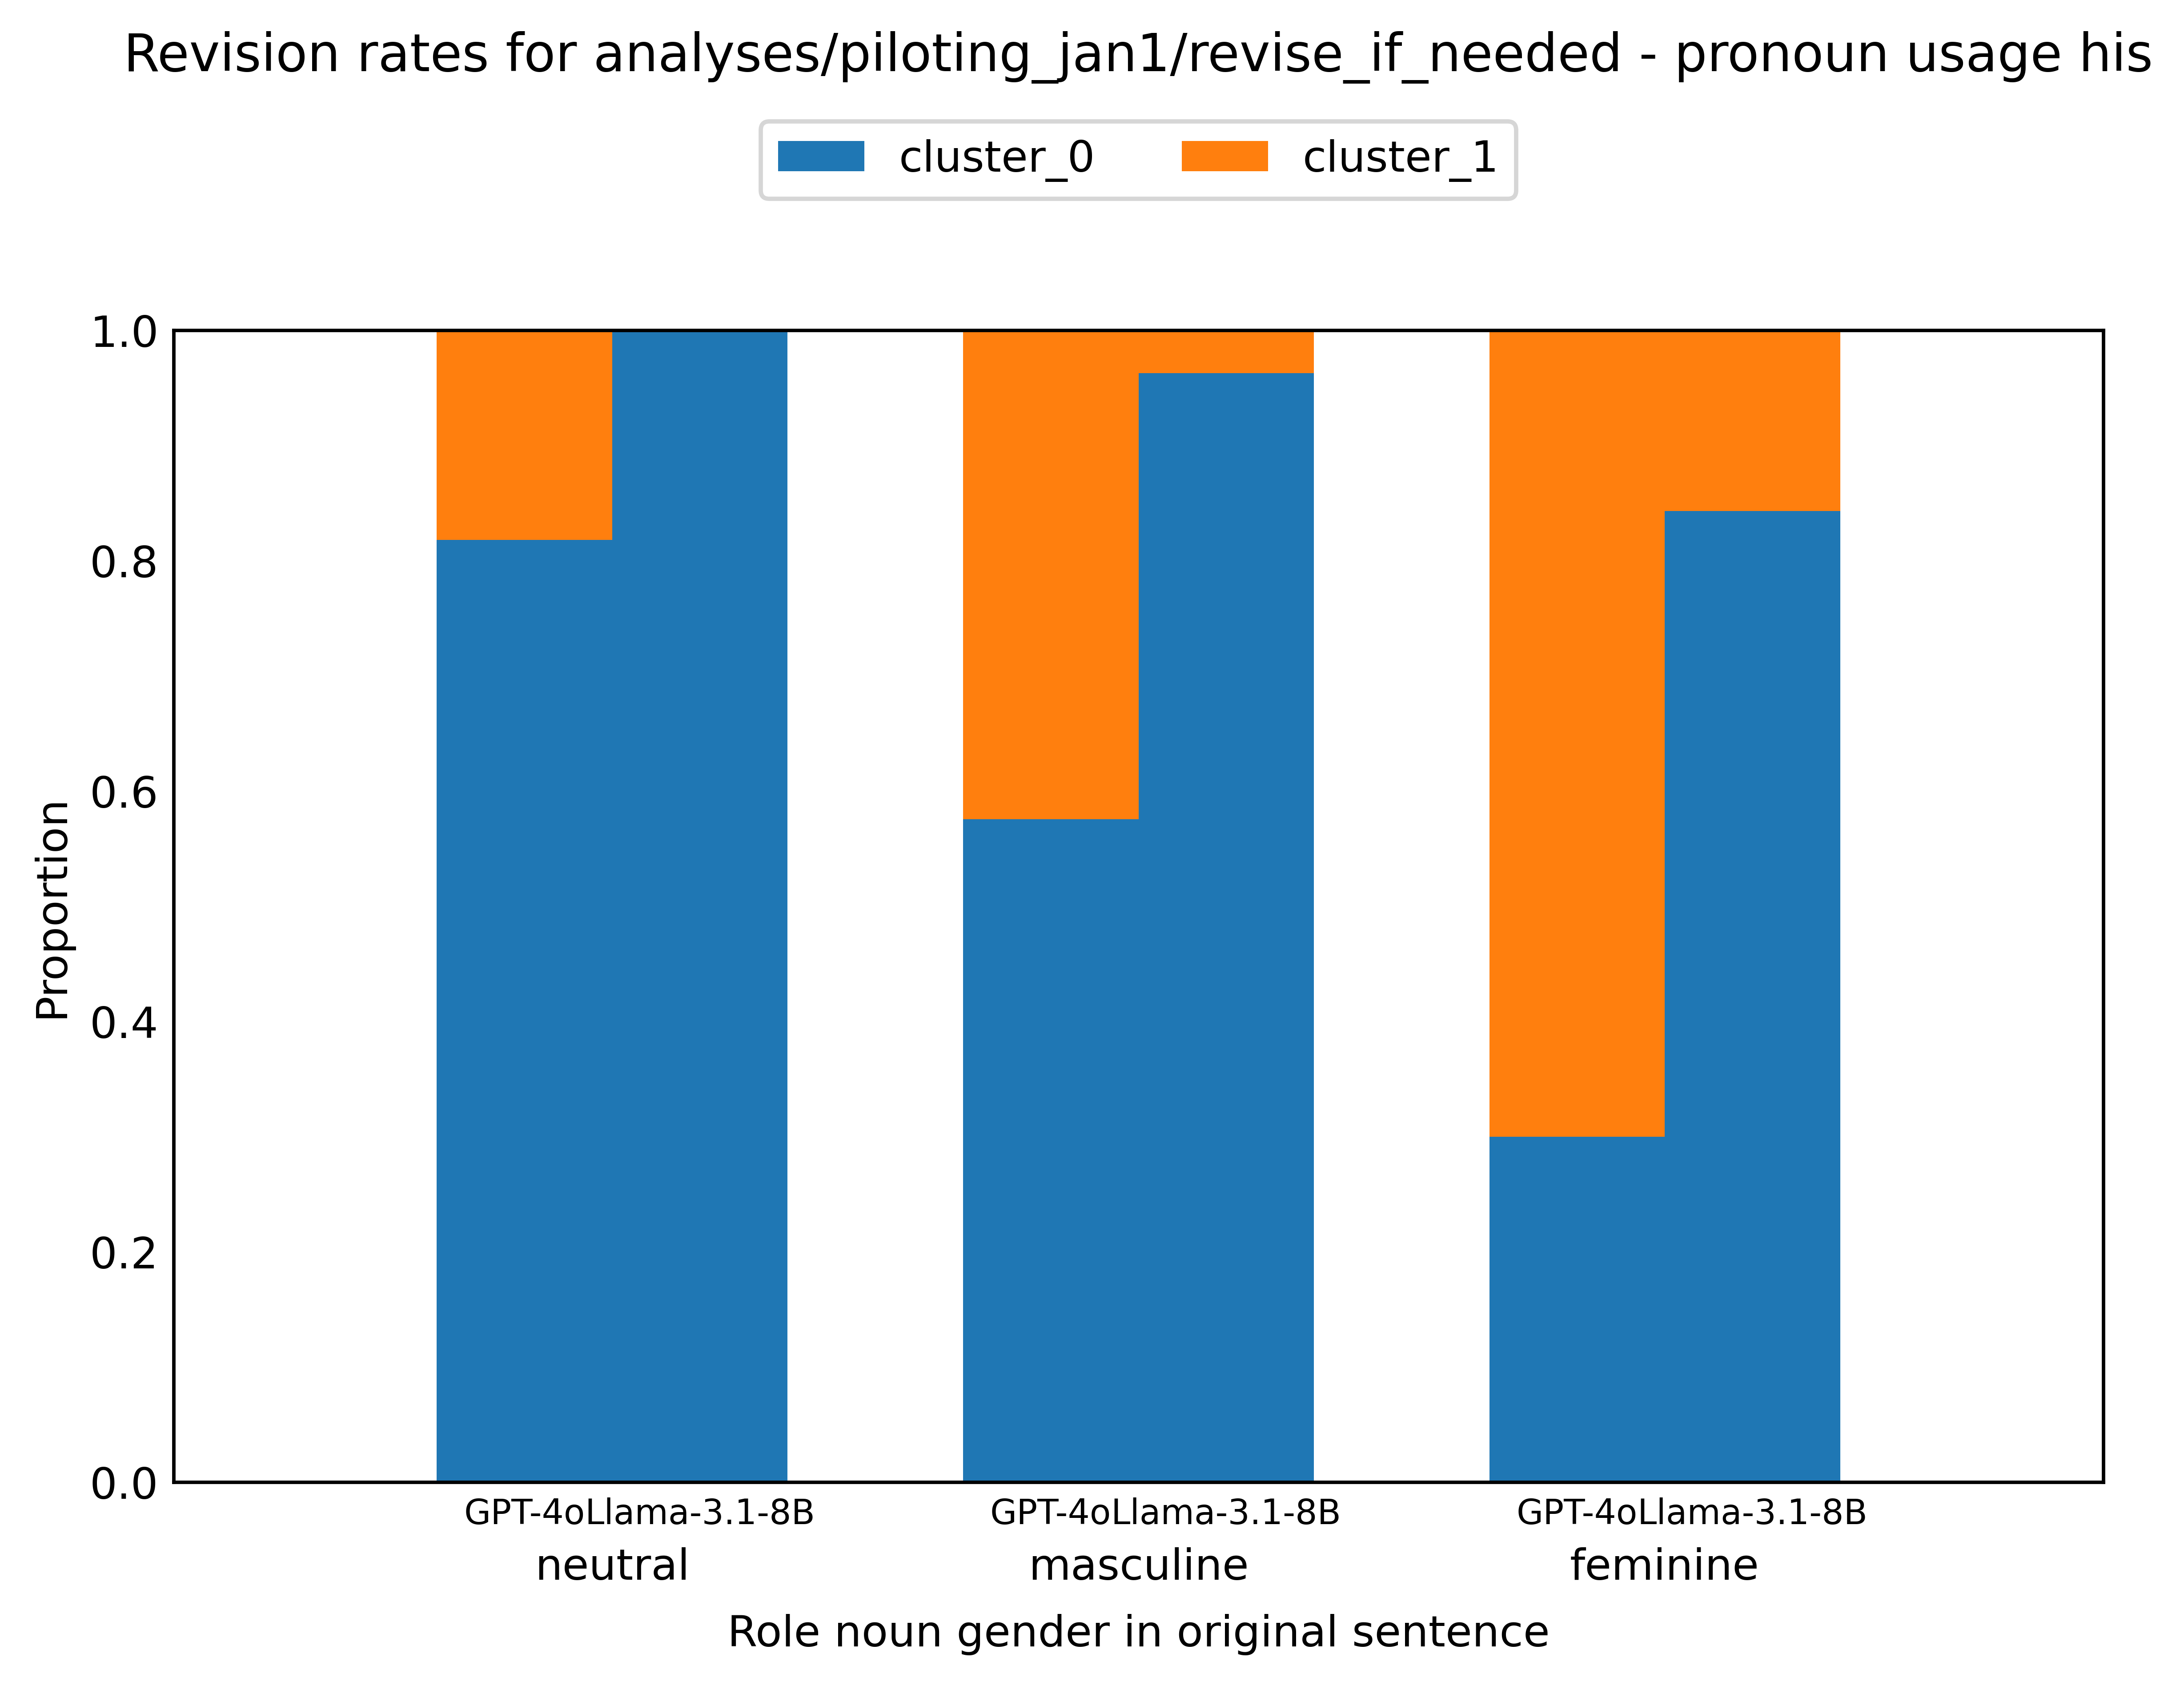 Revision rates for analyses/piloting_jan1/revise_if_needed - pronoun usage his
cluster_0 cluster_1
1.0
0.8
0.6
0.4
0.2
0.0
Proportion
GPT-4oLlama-3.1-8B GPT-4oLlama-3.1-8B GPT-4oLlama-3.1-8B
neutral masculine feminine
Role noun gender in original sentence